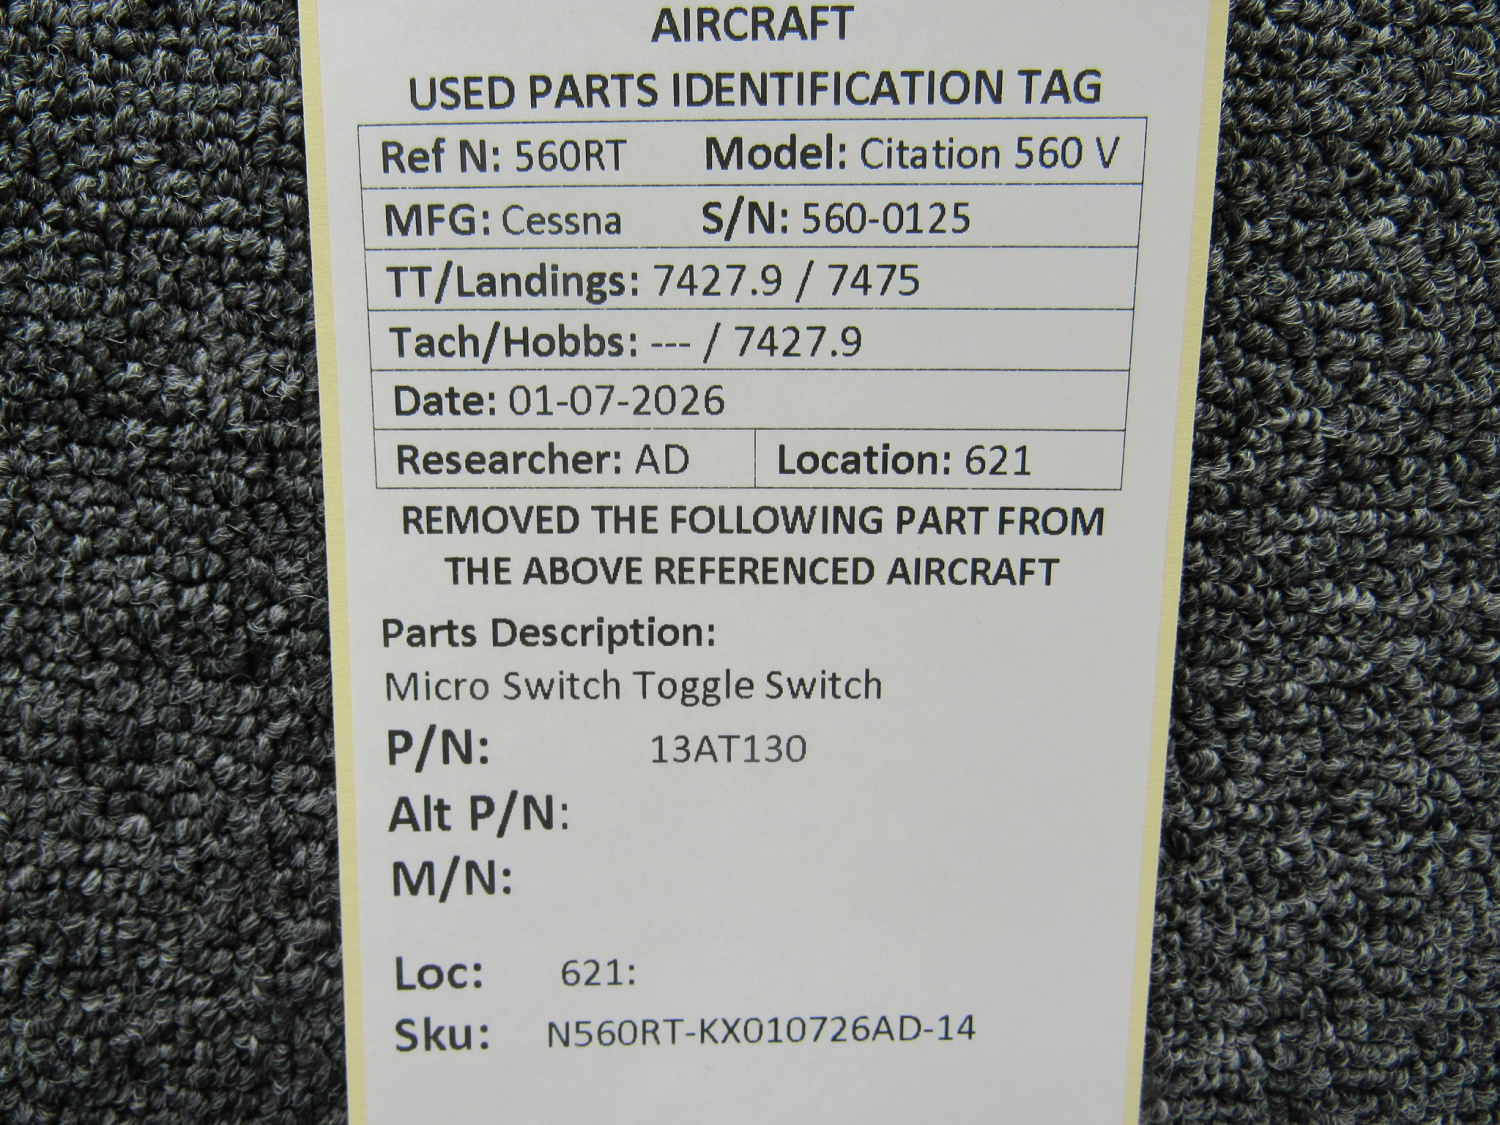 AIRCRAFT
USED PARTS IDENTIFICATION TAG
Ref N: 560RT Model: Citation 560 V
MFG: Cessna S/N: 560-0125
TT/Landings: 7427.9 / 7475
Tach/Hobbs: --- / 7427.9
Date: 01-07-2026
Researcher: AD Location: 621
REMOVED THE FOLLOWING PART FROM
THE ABOVE REFERENCED AIRCRAFT
Parts Description:
Micro Switch Toggle Switch
P/N: 13AT130
Alt P/N:
M/N:
Loc: 621:
Sku: N560RT-KX010726AD-14